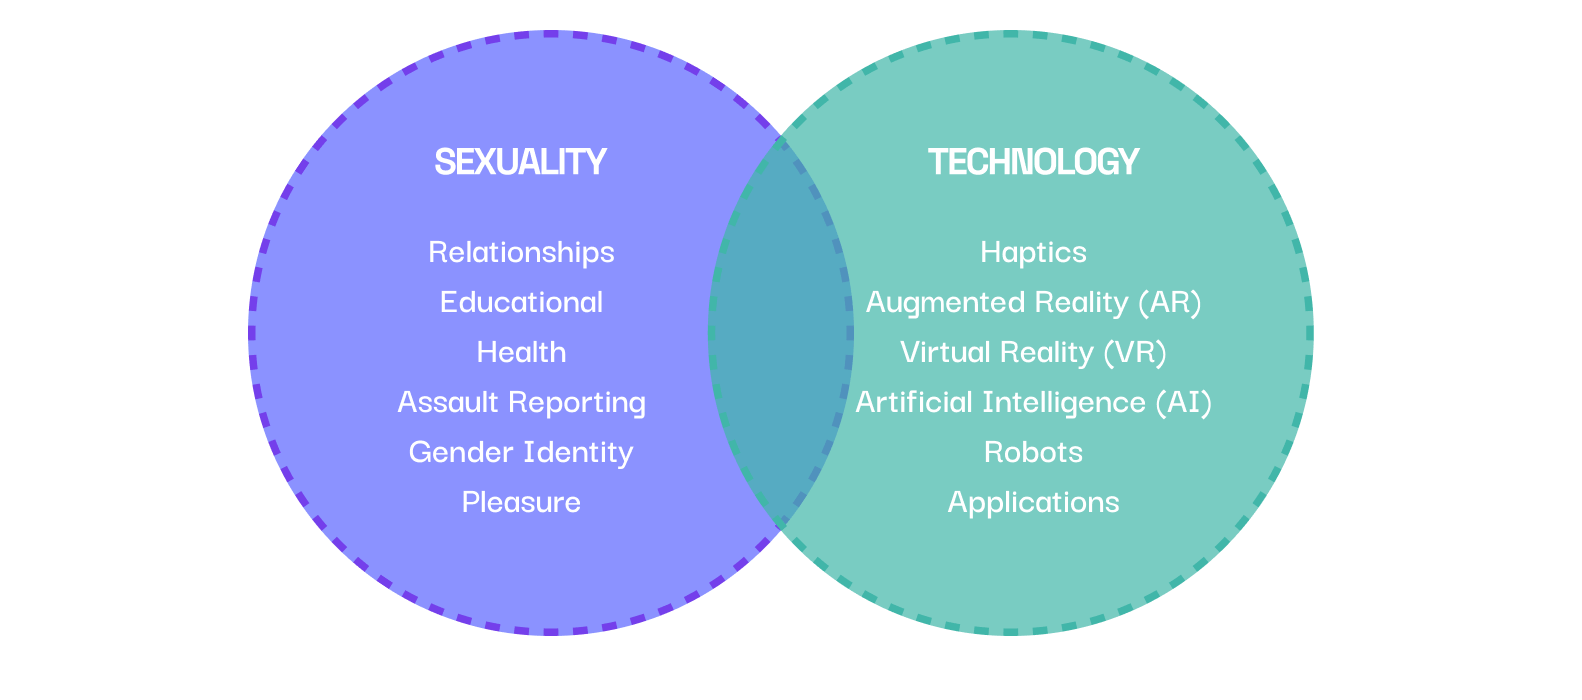 SEXUALITY
Relationships
Educational
Health
Assault Reporting
Gender Identity
Pleasure
TECHNOLOGY
Haptics
Augmented Reality (AR)
Virtual Reality (VR)
Artificial Intelligence (AI)
Robots
Applications